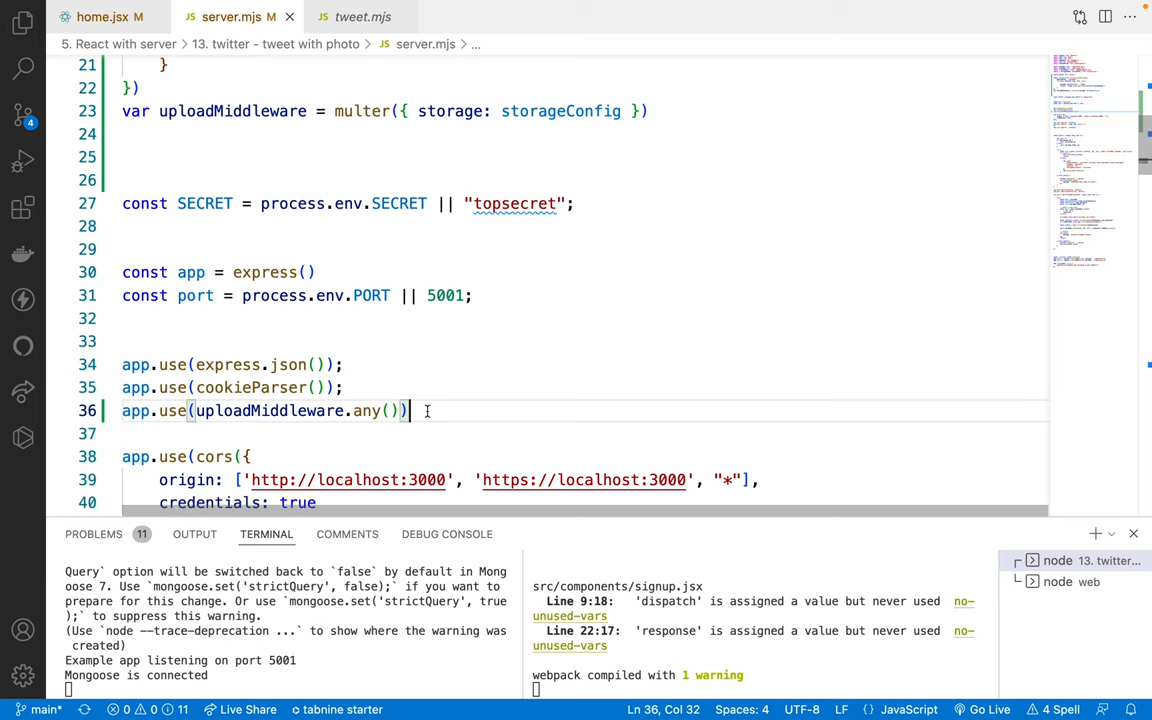 home.jsx M
JS server.mjs M
JS tweet.mjs
5. React with server > 13. twitter - tweet with photo > JS server.mjs > ...
21 }
22 })
23 var uploadMiddleware = multer({ storage: storageConfig })
24
25
26
27 const SECRET = process.env.SECRET || "topsecret";
28
29
30 const app = express()
31 const port = process.env.PORT || 5001;
32
33
34 app.use(express.json());
35 app.use(cookieParser());
36 app.use(uploadMiddleware.any())
37
38 app.use(cors({
39 origin: ['http://localhost:3000', 'https://localhost:3000', "*"],
40 credentials: true
4
PROBLEMS 11 OUTPUT TERMINAL COMMENTS DEBUG CONSOLE
Query` option will be switched back to `false` by default in Mong
oose 7. Use `mongoose.set('strictQuery', false);` if you want to
prepare for this change. Or use `mongoose.set('strictQuery', true
);` to suppress this warning.
(Use `node --trace-deprecation ...` to show where the warning was
created)
Example app listening on port 5001
Mongoose is connected
src/components/signup.jsx
Line 9:18: 'dispatch' is assigned a value but never used no-
unused-vars
Line 22:17: 'response' is assigned a value but never used no-
unused-vars
webpack compiled with 1 warning
node 13. twitter...
node web
main* 0 0 11 Live Share tabnine starter Ln 36, Col 32 Spaces: 4 UTF-8 LF {} JavaScript Go Live 4 Spell